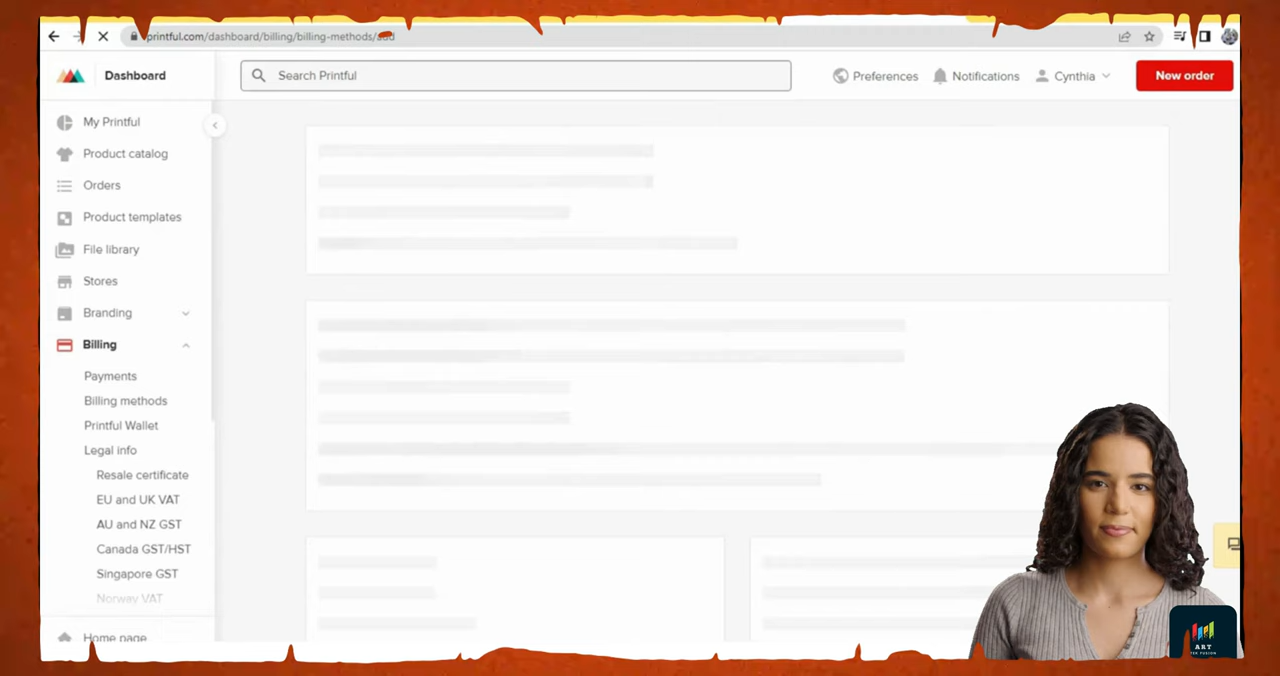 printful.com/dashboard/billing/billing-methods/add
Dashboard
Search Printful
Preferences
Notifications
Cynthia
New order
My Printful
Product catalog
Orders
Product templates
File library
Stores
Branding
Billing
Payments
Billing methods
Printful Wallet
Legal info
Resale certificate
EU and UK VAT
AU and NZ GST
Canada GST/HST
Singapore GST
Norway VAT
Home page
ART